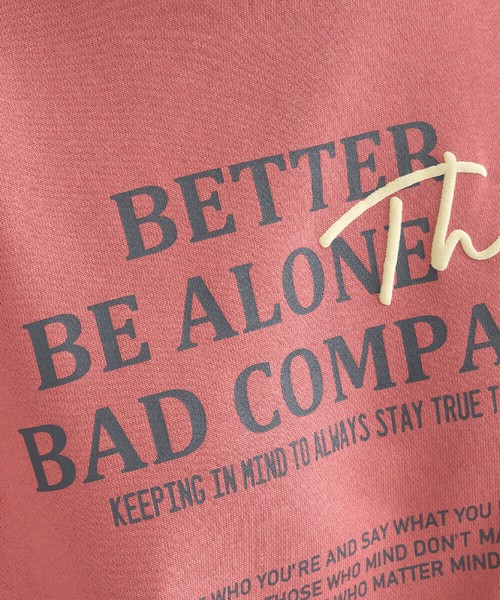 BETTER
Th
BE ALONE
BAD COMPA
KEEPING IN MIND TO ALWAYS STAY TRUE T
WHO YOU'RE AND SAY WHAT YOU
THOSE WHO MIND DON'T MA
WHO MATTER MIND